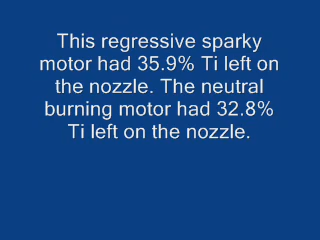 This regressive sparky
motor had 35.9% Ti left on
the nozzle. The neutral
burning motor had 32.8%
Ti left on the nozzle.